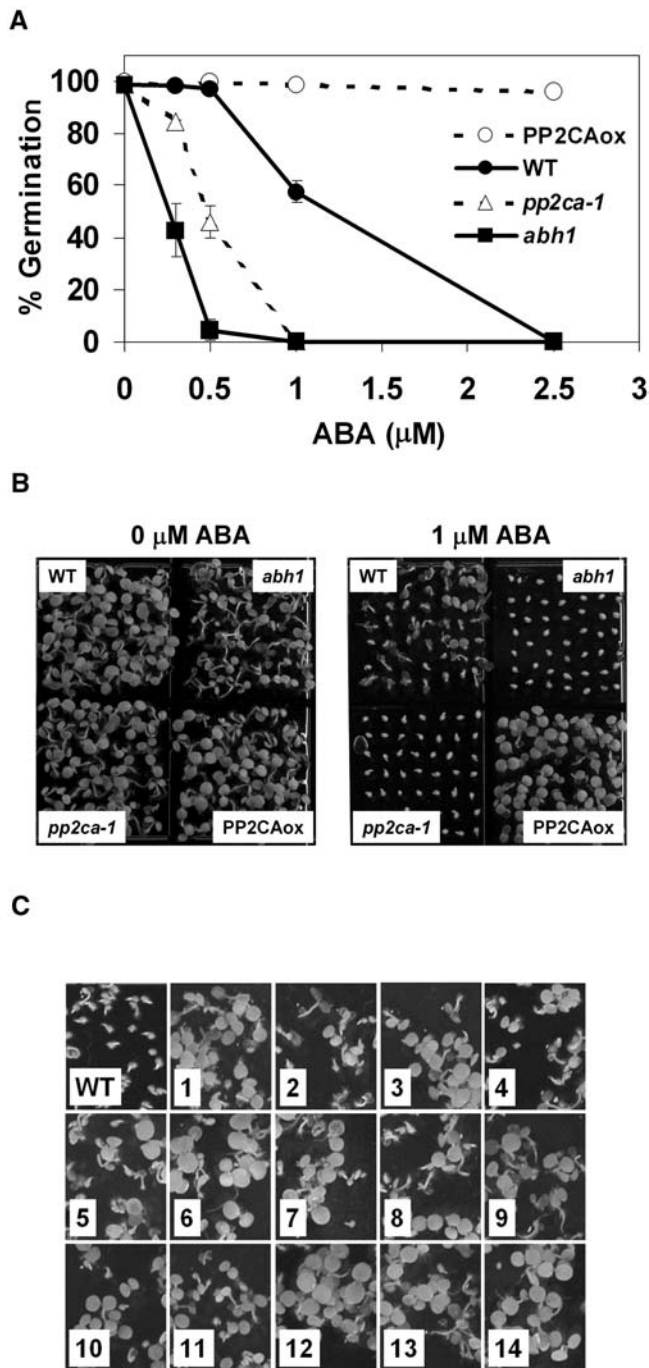 A
% Germination
100
80
60
40
20
0
0
0.5
1
1.5
2
2.5
3
ABA (μM)
PP2CAox
WT
pp2ca-1
abh1
B
0 μM ABA
1 μM ABA
WT
abh1
WT
abh1
pp2ca-1
PP2CAox
pp2ca-1
PP2CAox
C
WT
1
2
3
4
5
6
7
8
9
10
11
12
13
14